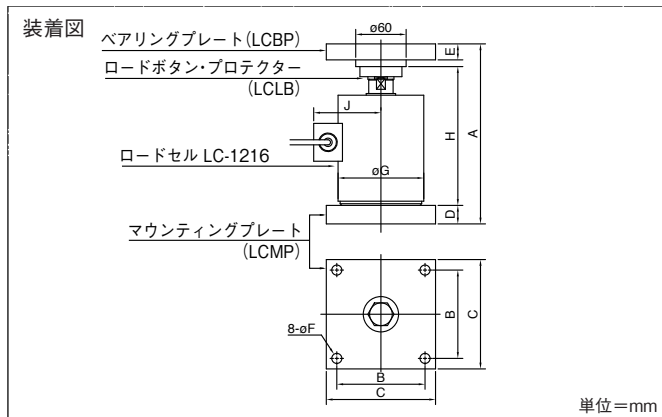 装着図
ø60
ベアリングプレート(LCBP)
E
ロードボタン・プロテクター
(LCLB)
J
H
A
ロードセル LC-1216
øG
D
マウンティングプレート
(LCMP)
8-øF
B
C
B
C
単位=mm